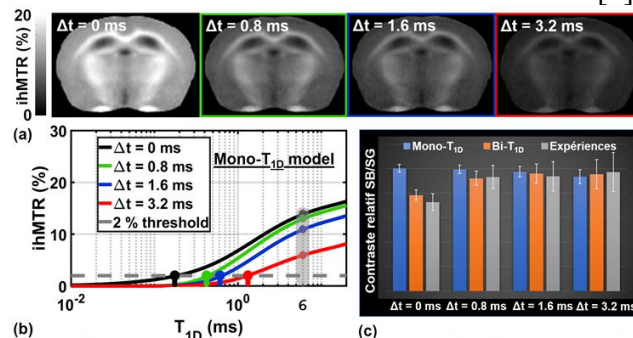 20
ihMTR (%)
0
Δt = 0 ms
Δt = 0.8 ms
Δt = 1.6 ms
Δt = 3.2 ms
(a)
30
20
10
0
ihMTR (%)
Δt = 0 ms
Δt = 0.8 ms
Δt = 1.6 ms
Δt = 3.2 ms
2 % threshold
Mono-T1D model
10-2
100
6
T1D (ms)
(b)
Mono-T1D
Bi-T1D
Expériences
Contraste relatif SB/SG
Δt = 0 ms
Δt = 0.8 ms
Δt = 1.6 ms
Δt = 3.2 ms
(c)